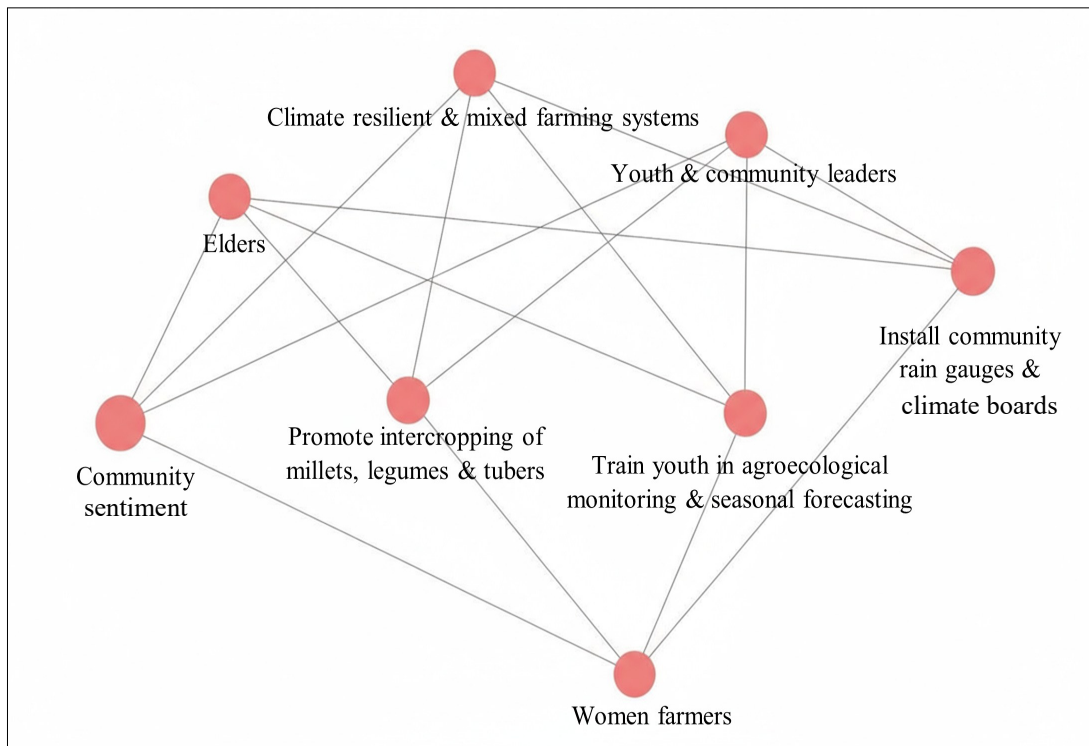 Climate resilient & mixed farming systems
Youth & community leaders
Elders
Install community
rain gauges &
climate boards
Promote intercropping of
millets, legumes & tubers
Train youth in agroecological
monitoring & seasonal forecasting
Community
sentiment
Women farmers